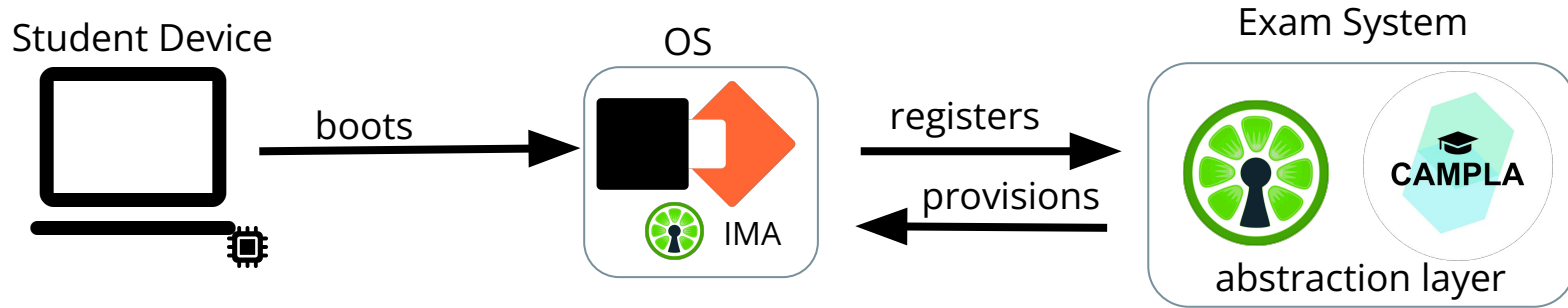 Student Device
boots
OS
IMA
registers
provisions
Exam System
CAMPLA
abstraction layer